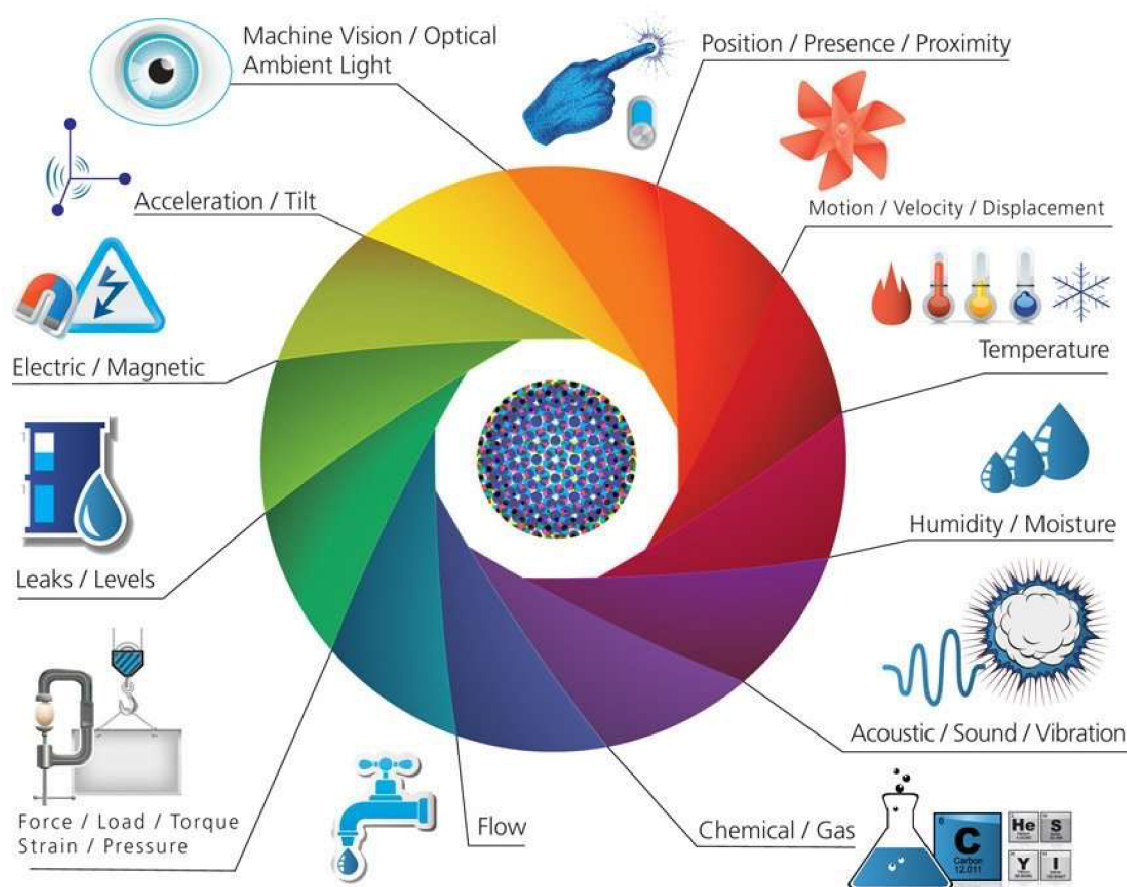 Machine Vision / Optical
Ambient Light
Position / Presence / Proximity
Acceleration / Tilt
Motion / Velocity / Displacement
Electric / Magnetic
Temperature
Leaks / Levels
Humidity / Moisture
Force / Load / Torque
Strain / Pressure
Acoustic / Sound / Vibration
Flow
Chemical / Gas
6
C
Carbon
12.011
He
S
Y
I